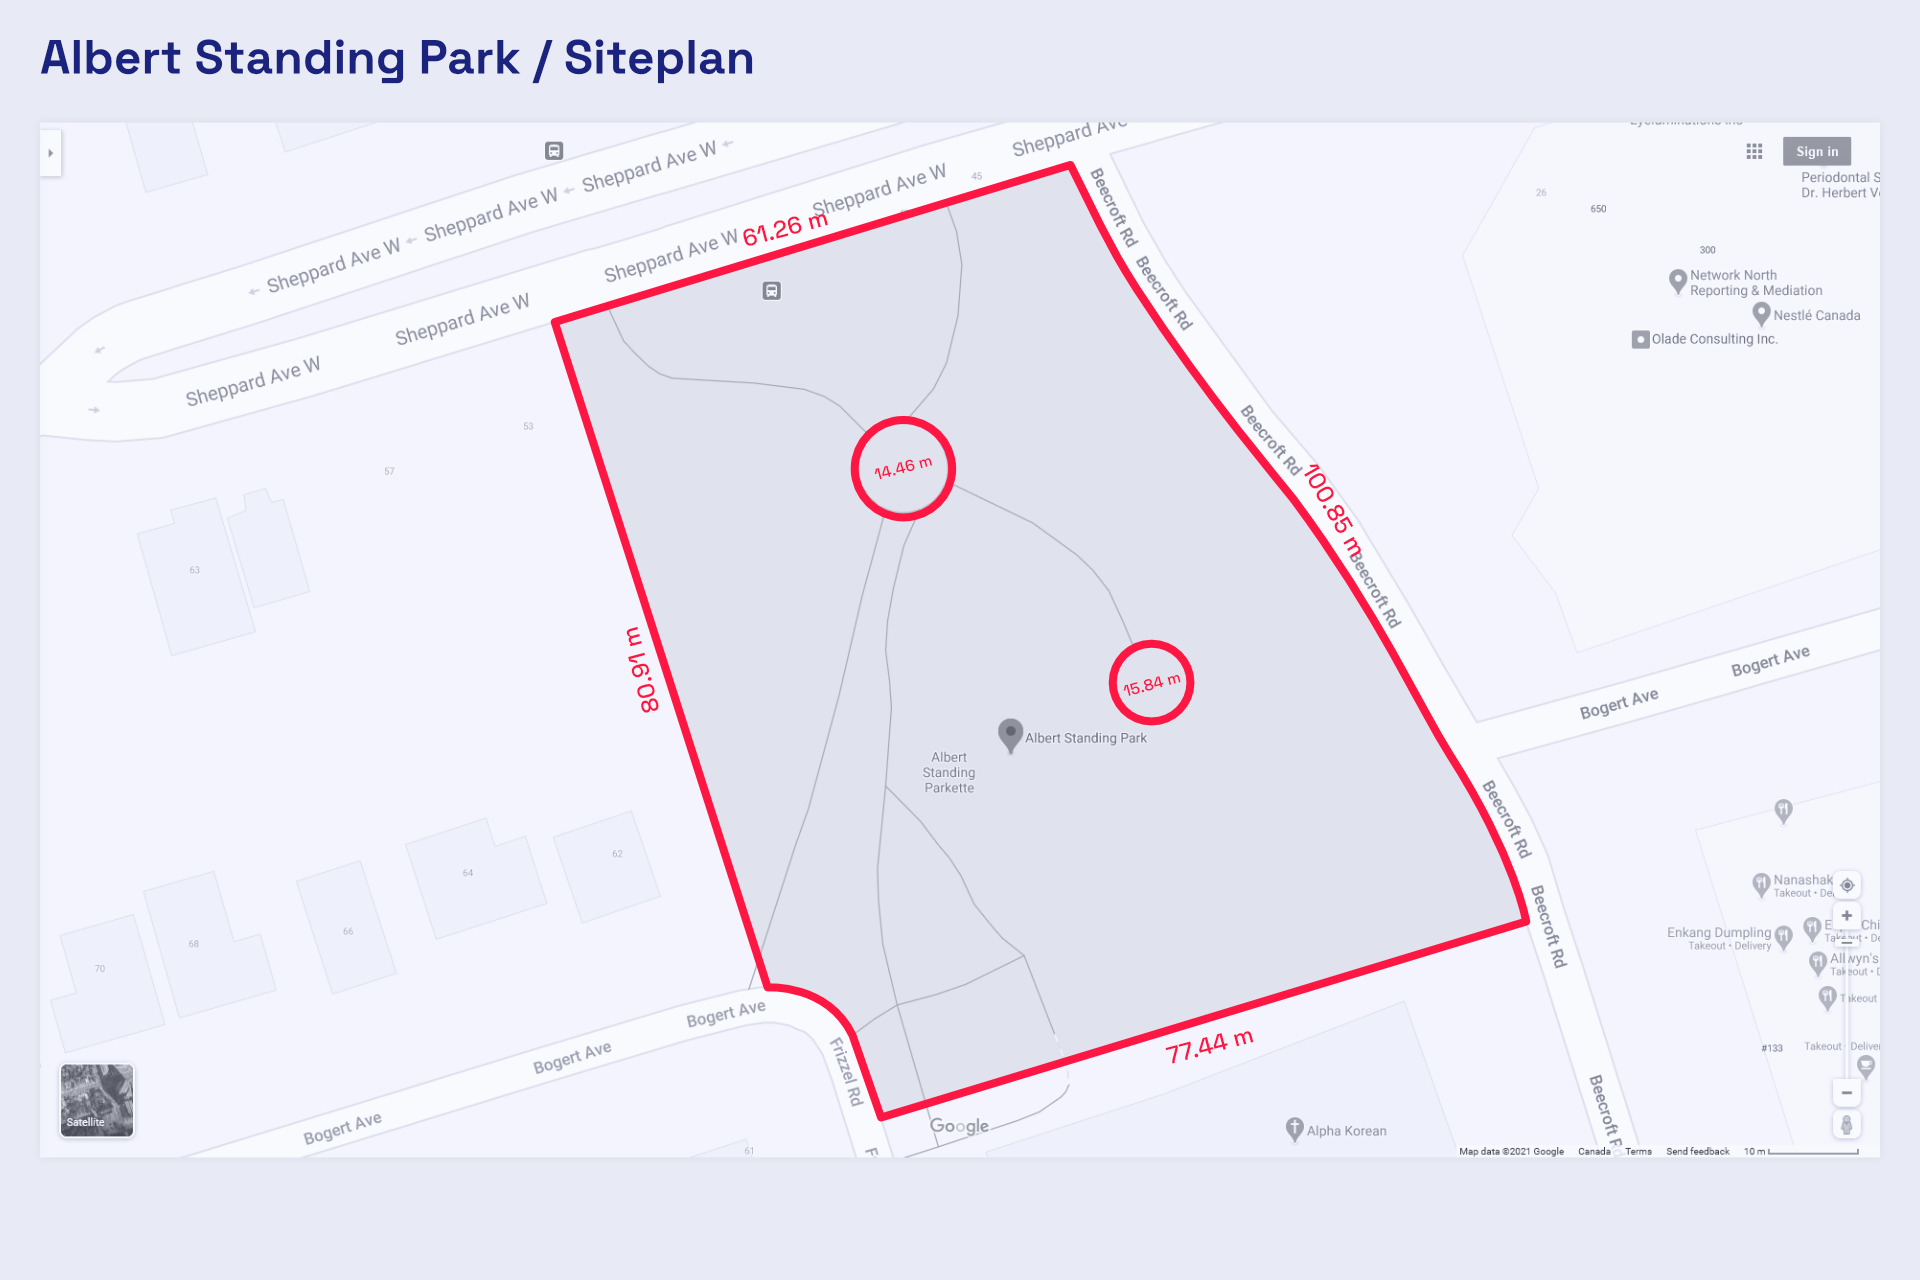 Albert Standing Park / Siteplan
Sheppard Ave
Sign in
Sheppard Ave W
Sheppard Ave W
Sheppard Ave W
Sheppard Ave W
Sheppard Ave W
Sheppard Ave W
Sheppard Ave W
Sheppard Ave W
45
61.26 m
Beecroft Rd
Beecroft Rd
Beecroft Rd
Beecroft Rd
100.85 m
Periodontal S
Dr. Herbert V
26
650
300
Network North
Reporting & Mediation
Nestlé Canada
Olade Consulting Inc.
53
57
63
14.46 m
80.91 m
15.84 m
Albert Standing Park
Albert
Standing
Parkette
Bogert Ave
Bogert Ave
Beecroft Rd
Beecroft Rd
62
64
66
68
70
Nanashak
Takeout • De
Enkang Dumpling
Takeout • Delivery
Chi
Takeout • De
Allwyn's
Takeout • D
Takeout
#133
Takeout • Deliver
Bogert Ave
Bogert Ave
Bogert Ave
Frizzel Rd
77.44 m
Beecroft Rd
Satellite
Google
Alpha Korean
61
Map data ©2021 Google Canada Terms Send feedback 10 m